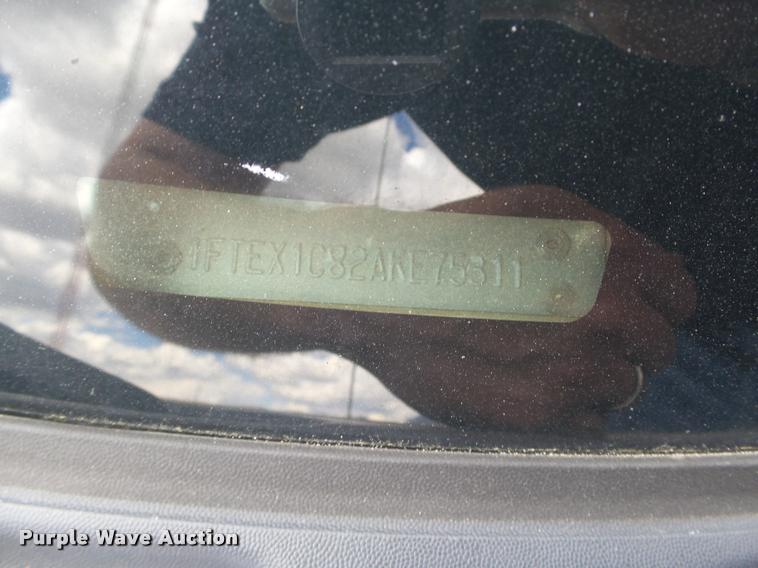 1FTEX1C82AKE75311
Purple Wave Auction